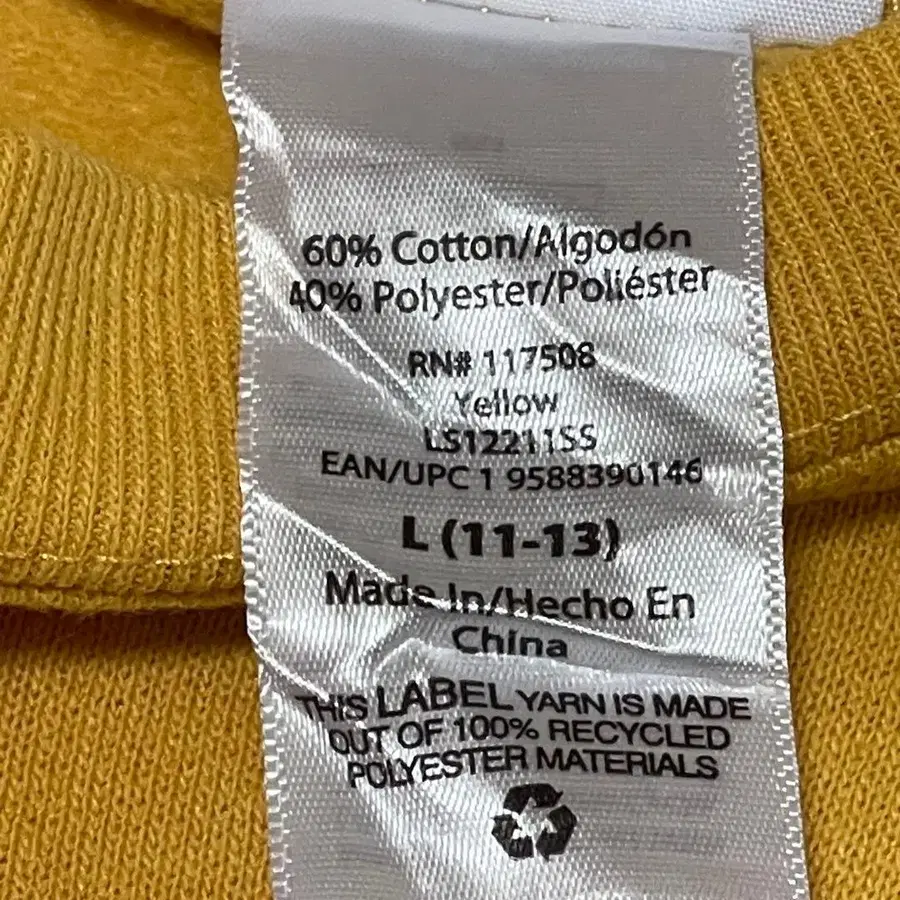 60% Cotton/Algodón
40% Polyester/Poliéster
RN# 117508
Yellow
LS12211SS
EAN/UPC 1 9588390146
L (11-13)
Made In/Hecho En
China
THIS LABEL YARN IS MADE
OUT OF 100% RECYCLED
POLYESTER MATERIALS